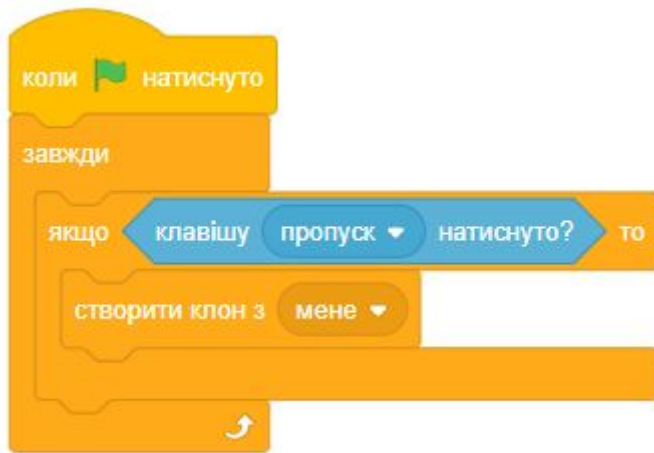 коли натиснуто
завжди
якщо клавішу пропуск натиснуто? то
створити клон з мене